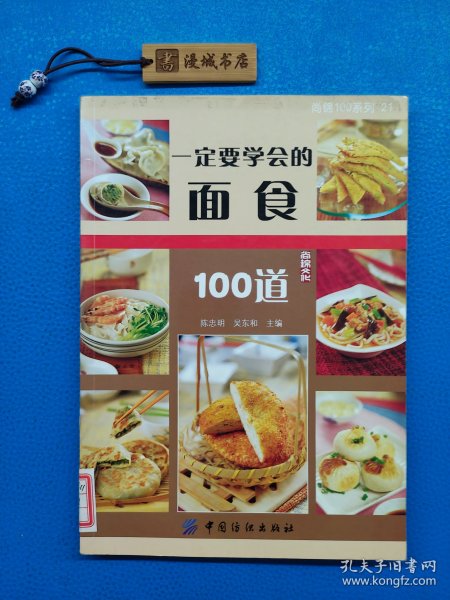 漫城书店
尚锦100系列 21
一定要学会的
面食
100道
尚锦文化
陈志明 吴东和 主编
中国纺织出版社
孔夫子旧书网
www.kongfz.com